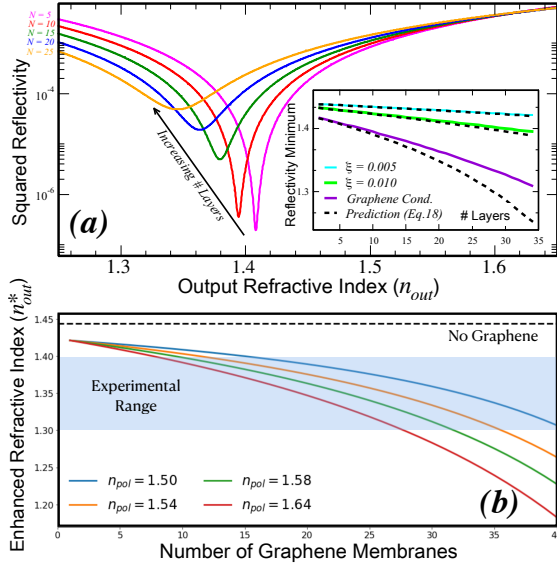 N = 5
N = 10
N = 15
N = 20
N = 25
10⁻⁴
10⁻⁶
Squared Reflectivity
Increasing # Layers
(a)
1.3
1.4
1.5
1.6
Output Refractive Index (n_out)
Reflectivity Minimum
1.4
1.3
ξ = 0.005
ξ = 0.010
Graphene Cond.
Prediction (Eq.18)
# Layers
5 10 15 20 25 30 35
Enhanced Refractive Index (n*_out)
1.45
1.40
1.35
1.30
1.25
1.20
No Graphene
Experimental
Range
n_pol = 1.50
n_pol = 1.54
n_pol = 1.58
n_pol = 1.64
(b)
0 5 10 15 20 25 30 35 40
Number of Graphene Membranes